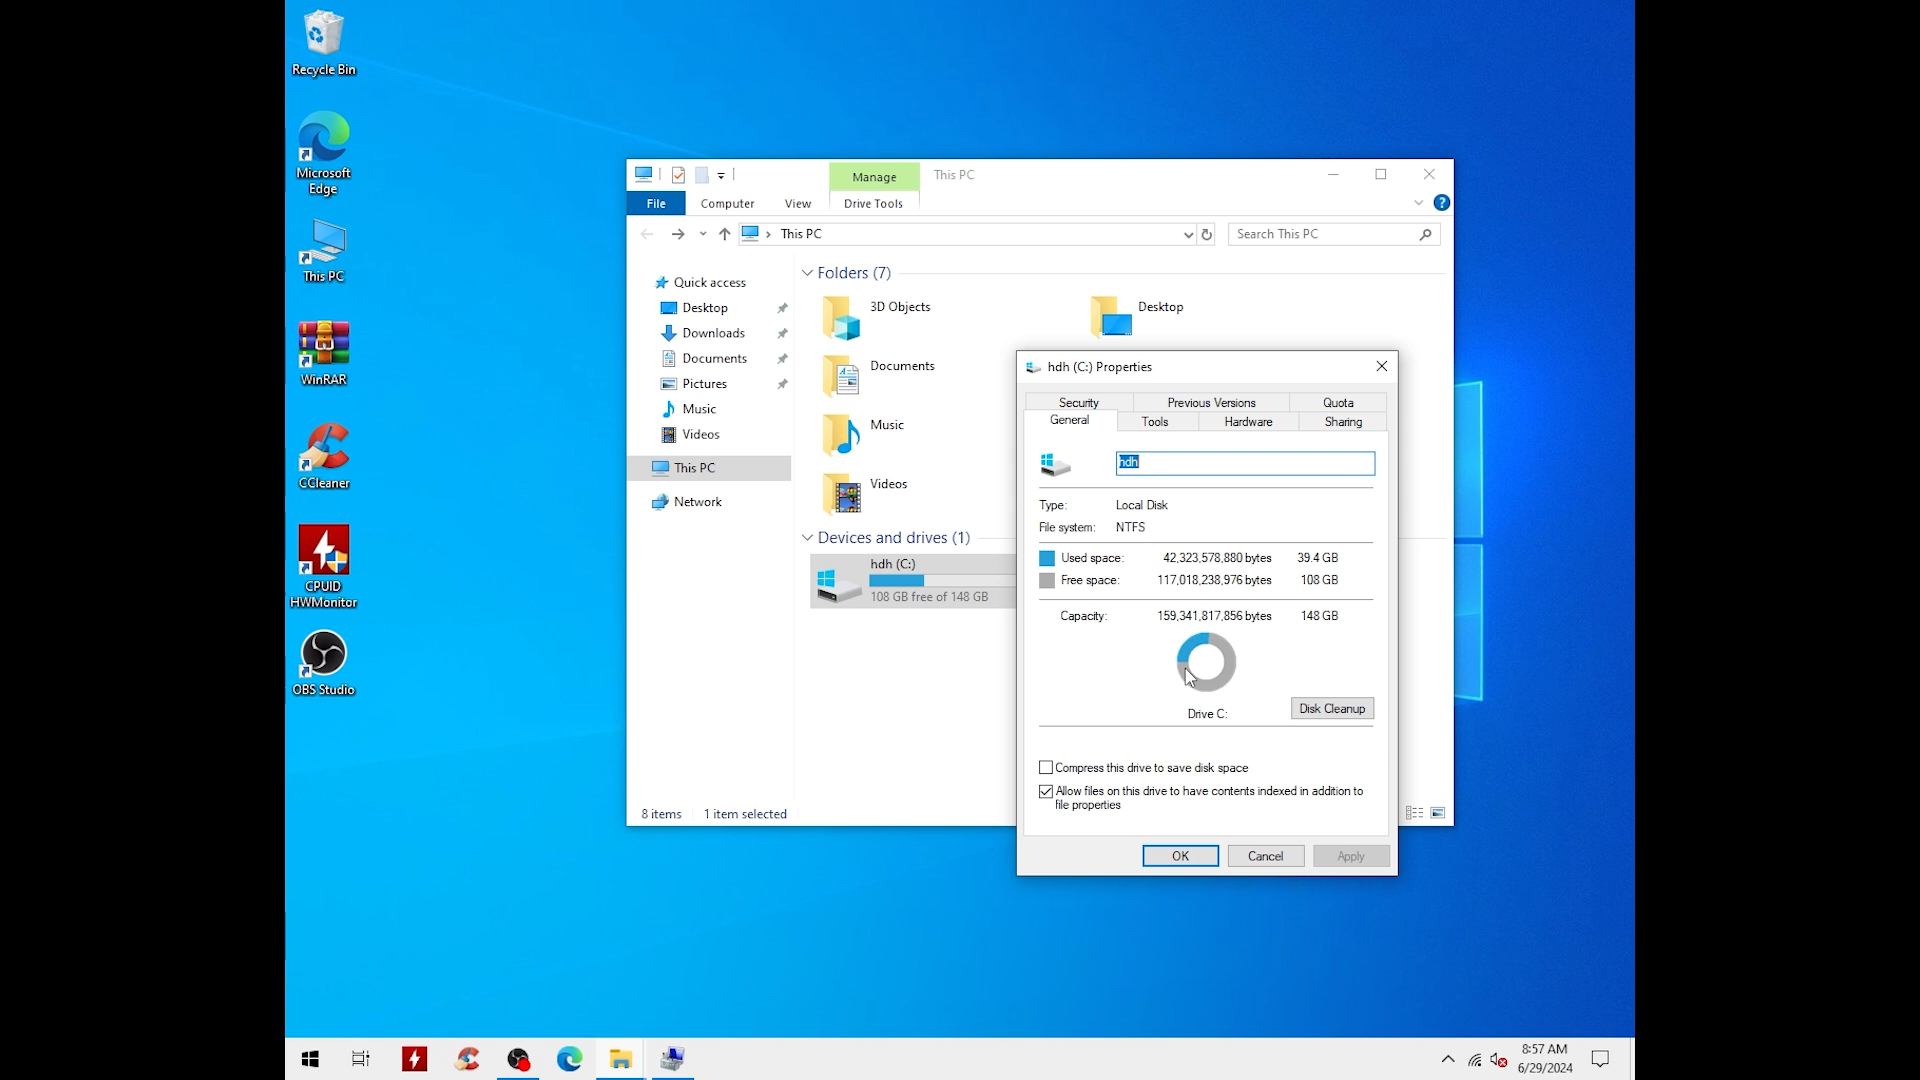 Recycle Bin
Microsoft
Edge
This PC
WinRAR
CCleaner
CPUID
HWMonitor
OBS Studio
Manage
This PC
File
Computer
View
Drive Tools
This PC
Search This PC
Quick access
Desktop
Downloads
Documents
Pictures
Music
Videos
This PC
Network
Folders (7)
3D Objects
Desktop
Documents
Music
Videos
Devices and drives (1)
hdh (C:)
108 GB free of 148 GB
8 items
1 item selected
hdh (C:) Properties
Security
Previous Versions
Quota
General
Tools
Hardware
Sharing
hdh
Type: Local Disk
File system: NTFS
Used space: 42,323,578,880 bytes 39.4 GB
Free space: 117,018,238,976 bytes 108 GB
Capacity: 159,341,817,856 bytes 148 GB
Drive C:
Disk Cleanup
Compress this drive to save disk space
Allow files on this drive to have contents indexed in addition to
file properties
OK
Cancel
Apply
8:57 AM
6/29/2024